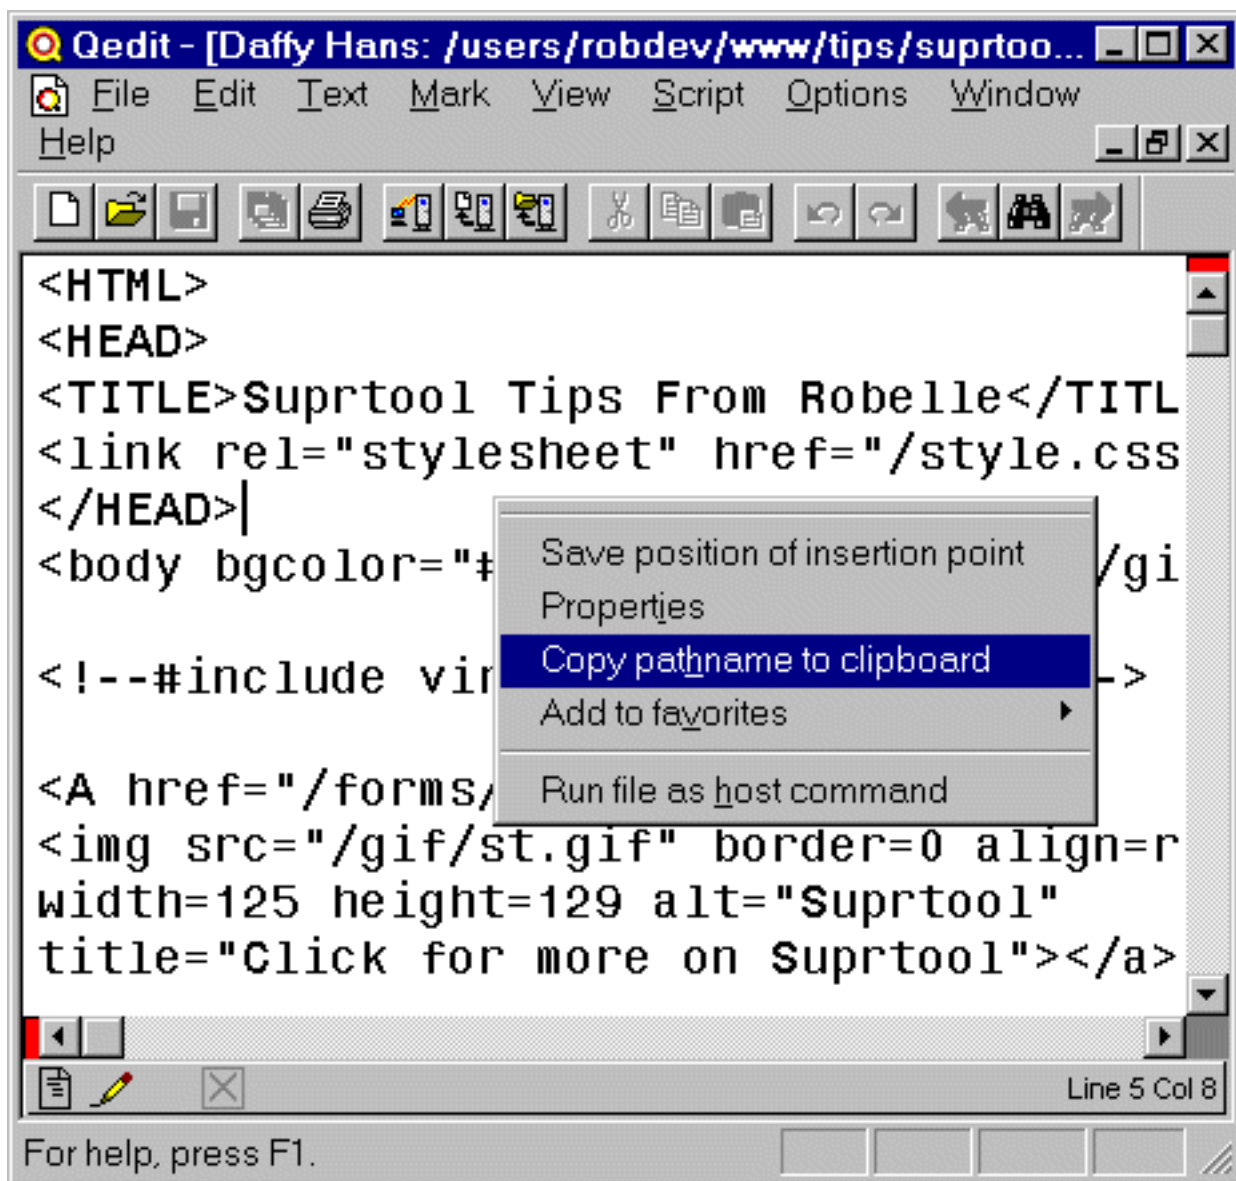 Qedit - [Daffy Hans: /users/robdev/www/tips/suprtoo...
File Edit Text Mark View Script Options Window
Help
<HTML>
<HEAD>
<TITLE>Suprtool Tips From Robelle</TITL
<link rel="stylesheet" href="/style.css
</HEAD>
<body bgcolor="# /gi
<!--#include vir ->
<A href="/forms/
<img src="/gif/st.gif" border=0 align=r
width=125 height=129 alt="Suprtool"
title="Click for more on Suprtool"></a>
Save position of insertion point
Properties
Copy pathname to clipboard
Add to favorites
Run file as host command
Line 5 Col 8
For help, press F1.